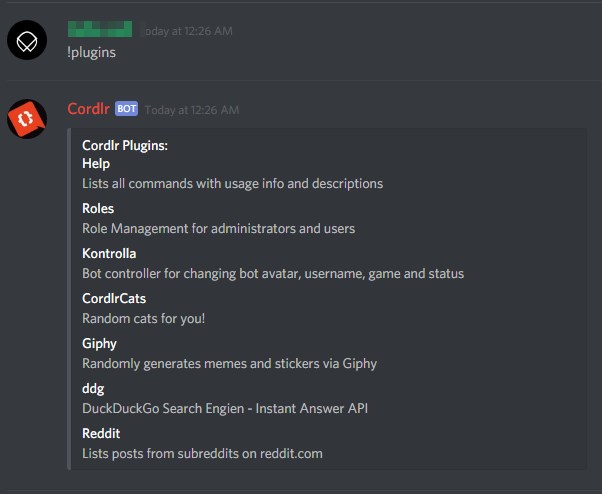 Today at 12:26 AM
!plugins
Cordlr BOT Today at 12:26 AM
Cordlr Plugins:
Help
Lists all commands with usage info and descriptions
Roles
Role Management for administrators and users
Kontrolla
Bot controller for changing bot avatar, username, game and status
CordlrCats
Random cats for you!
Giphy
Randomly generates memes and stickers via Giphy
ddg
DuckDuckGo Search Engien - Instant Answer API
Reddit
Lists posts from subreddits on reddit.com